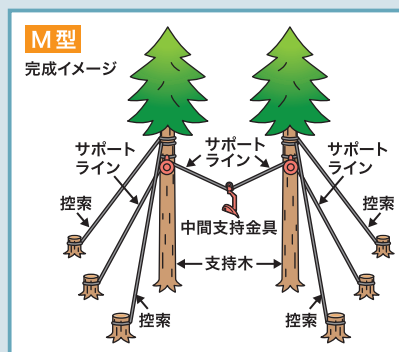 M型
完成イメージ
サポート
ライン
サポート
ライン
サポート
ライン
控索
控索
中間支持金具
支持木
控索
控索